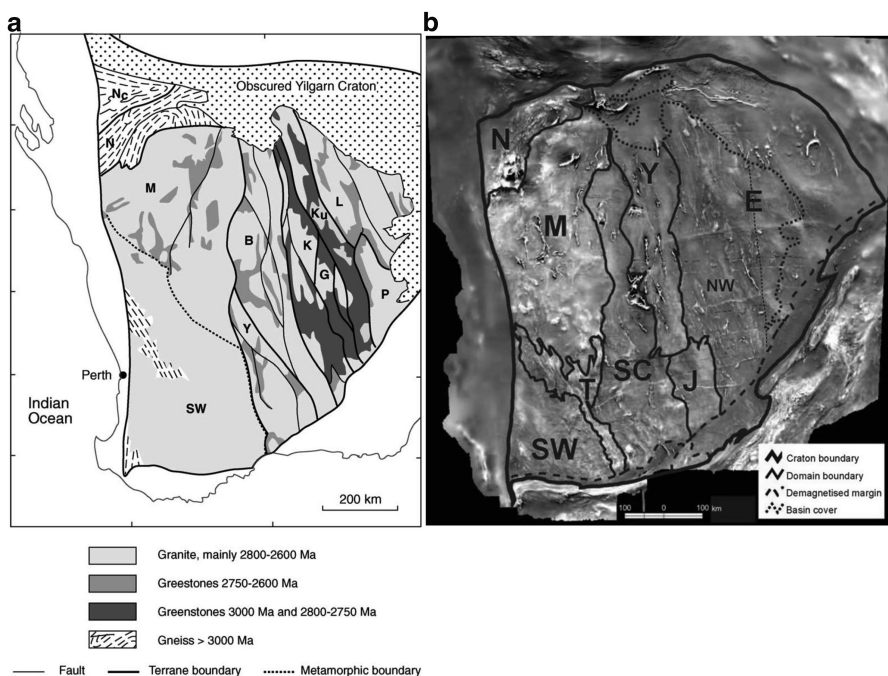 a
Nc
Obscured Yilgarn Craton
N
M
L
Ku
B
K
G
P
Y
Perth
Indian
Ocean
SW
200 km
Granite, mainly 2800-2600 Ma
Greestones 2750-2600 Ma
Greenstones 3000 Ma and 2800-2750 Ma
Gneiss > 3000 Ma
Fault
Terrane boundary
Metamorphic boundary
b
N
Y
E
M
NW
SC
T
J
SW
Craton boundary
Domain boundary
Demagnetised margin
Basin cover
100 0 100 km